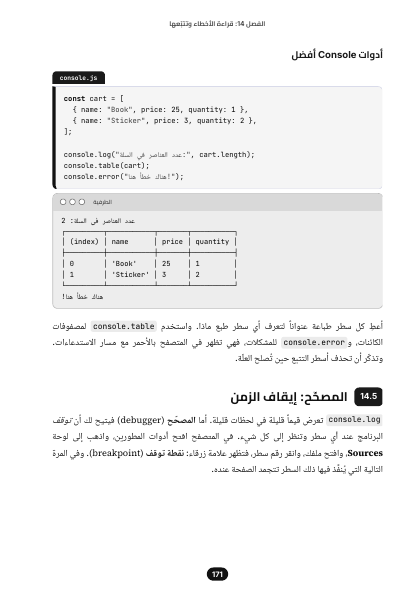 الفصل 14: قراءة الأخطاء وتتبّعها
أدوات Console أفضل
console.js
const cart = [
  { name: "Book", price: 25, quantity: 1 },
  { name: "Sticker", price: 3, quantity: 2 },
];
console.log("عدد العناصر في السلة:", cart.length);
console.table(cart);
console.error("هناك خطأ هنا!");
الطرفية
عدد العناصر في السلة: 2
│ (index) │ name │ price │ quantity │
│ 0 │ 'Book' │ 25 │ 1 │
│ 1 │ 'Sticker' │ 3 │ 2 │
هناك خطأ هنا!
أعطِ كل سطر طباعة عنواناً لتعرف أي سطر طبع ماذا. واستخدم console.table لمصفوفات
الكائنات، وconsole.error للمشكلات، فهي تظهر في المتصفح بالأحمر مع مسار الاستدعاءات.
وتذكّر أن تحذف أسطر التتبع حين تُصلح العلّة.
14.5 المصحّح: إيقاف الزمن
console.log تعرض قيماً قليلة في لحظات قليلة. أما المصحّح (debugger) فيتيح لك أن توقف
البرنامج عند أي سطر وتنظر إلى كل شيء. في المتصفح افتح أدوات المطورين، واذهب إلى لوحة
Sources، وافتح ملفك، وانقر رقم سطر، فتظهر علامة زرقاء: نقطة توقف (breakpoint). وفي المرة
التالية التي يُنفَّذ فيها ذلك السطر تتجمد الصفحة عنده.
171